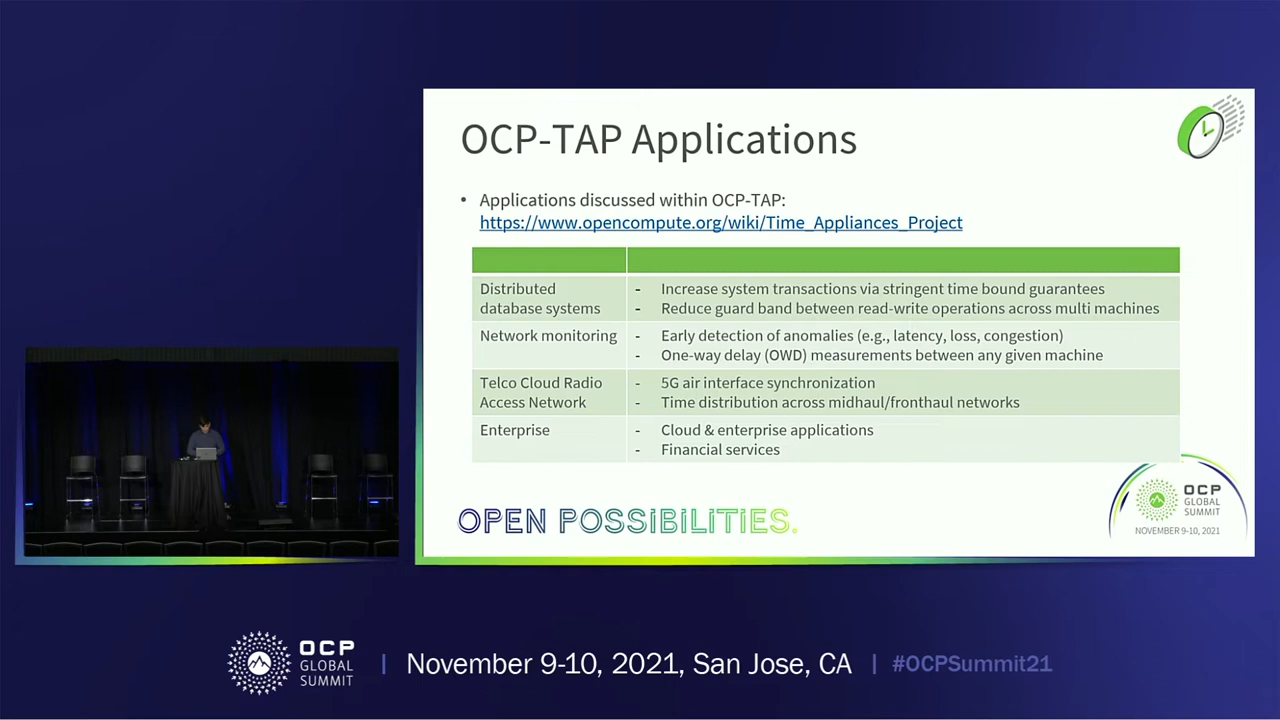 OCP-TAP Applications
• Applications discussed within OCP-TAP:
https://www.opencompute.org/wiki/Time_Appliances_Project
Distributed
database systems
- Increase system transactions via stringent time bound guarantees
- Reduce guard band between read-write operations across multi machines
Network monitoring
- Early detection of anomalies (e.g., latency, loss, congestion)
- One-way delay (OWD) measurements between any given machine
Telco Cloud Radio
Access Network
- 5G air interface synchronization
- Time distribution across midhaul/fronthaul networks
Enterprise
- Cloud & enterprise applications
- Financial services
OPEN POSSIBILITIES.
OCP
GLOBAL
SUMMIT
NOVEMBER 9-10, 2021
OCP
GLOBAL
SUMMIT
| November 9-10, 2021, San Jose, CA | #OCPSummit21